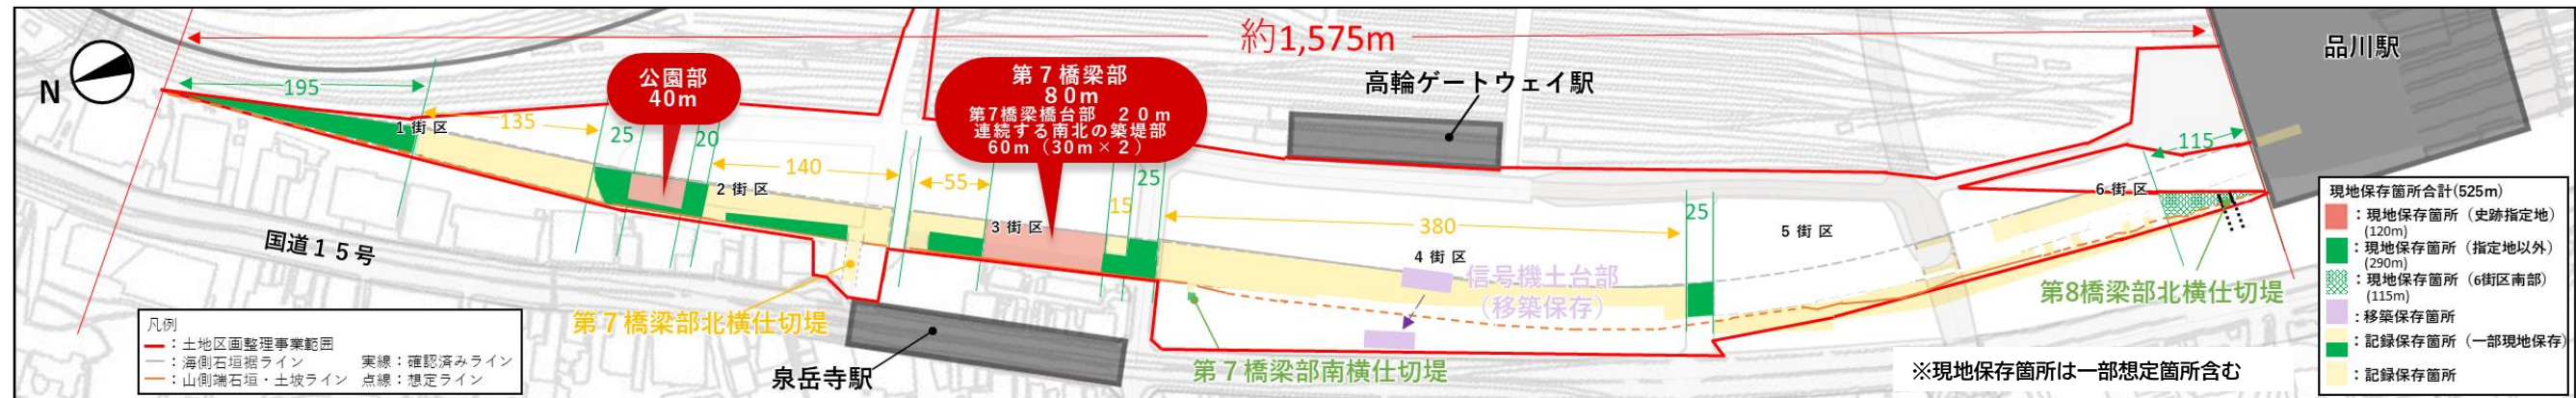 約1,575m
品川駅
N
195
公園部
40m
第７橋梁部
８０m
第7橋梁橋台部　２０ｍ
連続する南北の築堤部
60m（30m×２）
高輪ゲートウェイ駅
1街区
135
25
20
2街区
140
55
3街区
15
25
380
4街区
25
5街区
6街区
115
国道１５号
信号機土台部
（移築保存）
第8橋梁部北横仕切堤
第７橋梁部北横仕切堤
第７橋梁部南横仕切堤
泉岳寺駅
※現地保存箇所は一部想定箇所含む
凡例
：土地区画整理事業範囲
：海側石垣裾ライン　実線：確認済みライン
：山側端石垣・土坡ライン　点線：想定ライン
現地保存箇所合計(525m)
：現地保存箇所（史跡指定地）
(120m)
：現地保存箇所（指定地以外）
(290m)
：現地保存箇所（6街区南部）
(115m)
：移築保存箇所
：記録保存箇所（一部現地保存）
：記録保存箇所